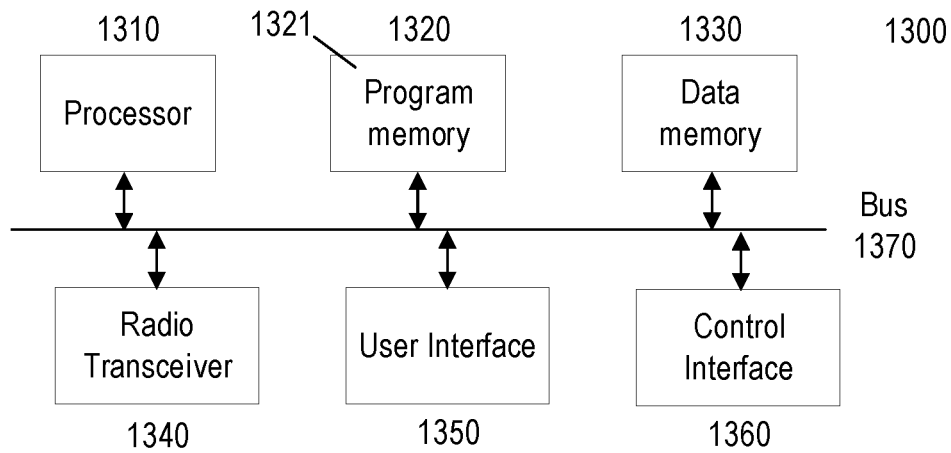 1310
1321
1320
1330
1300
Processor
Program
memory
Data
memory
Bus
1370
Radio
Transceiver
User Interface
Control
Interface
1340
1350
1360